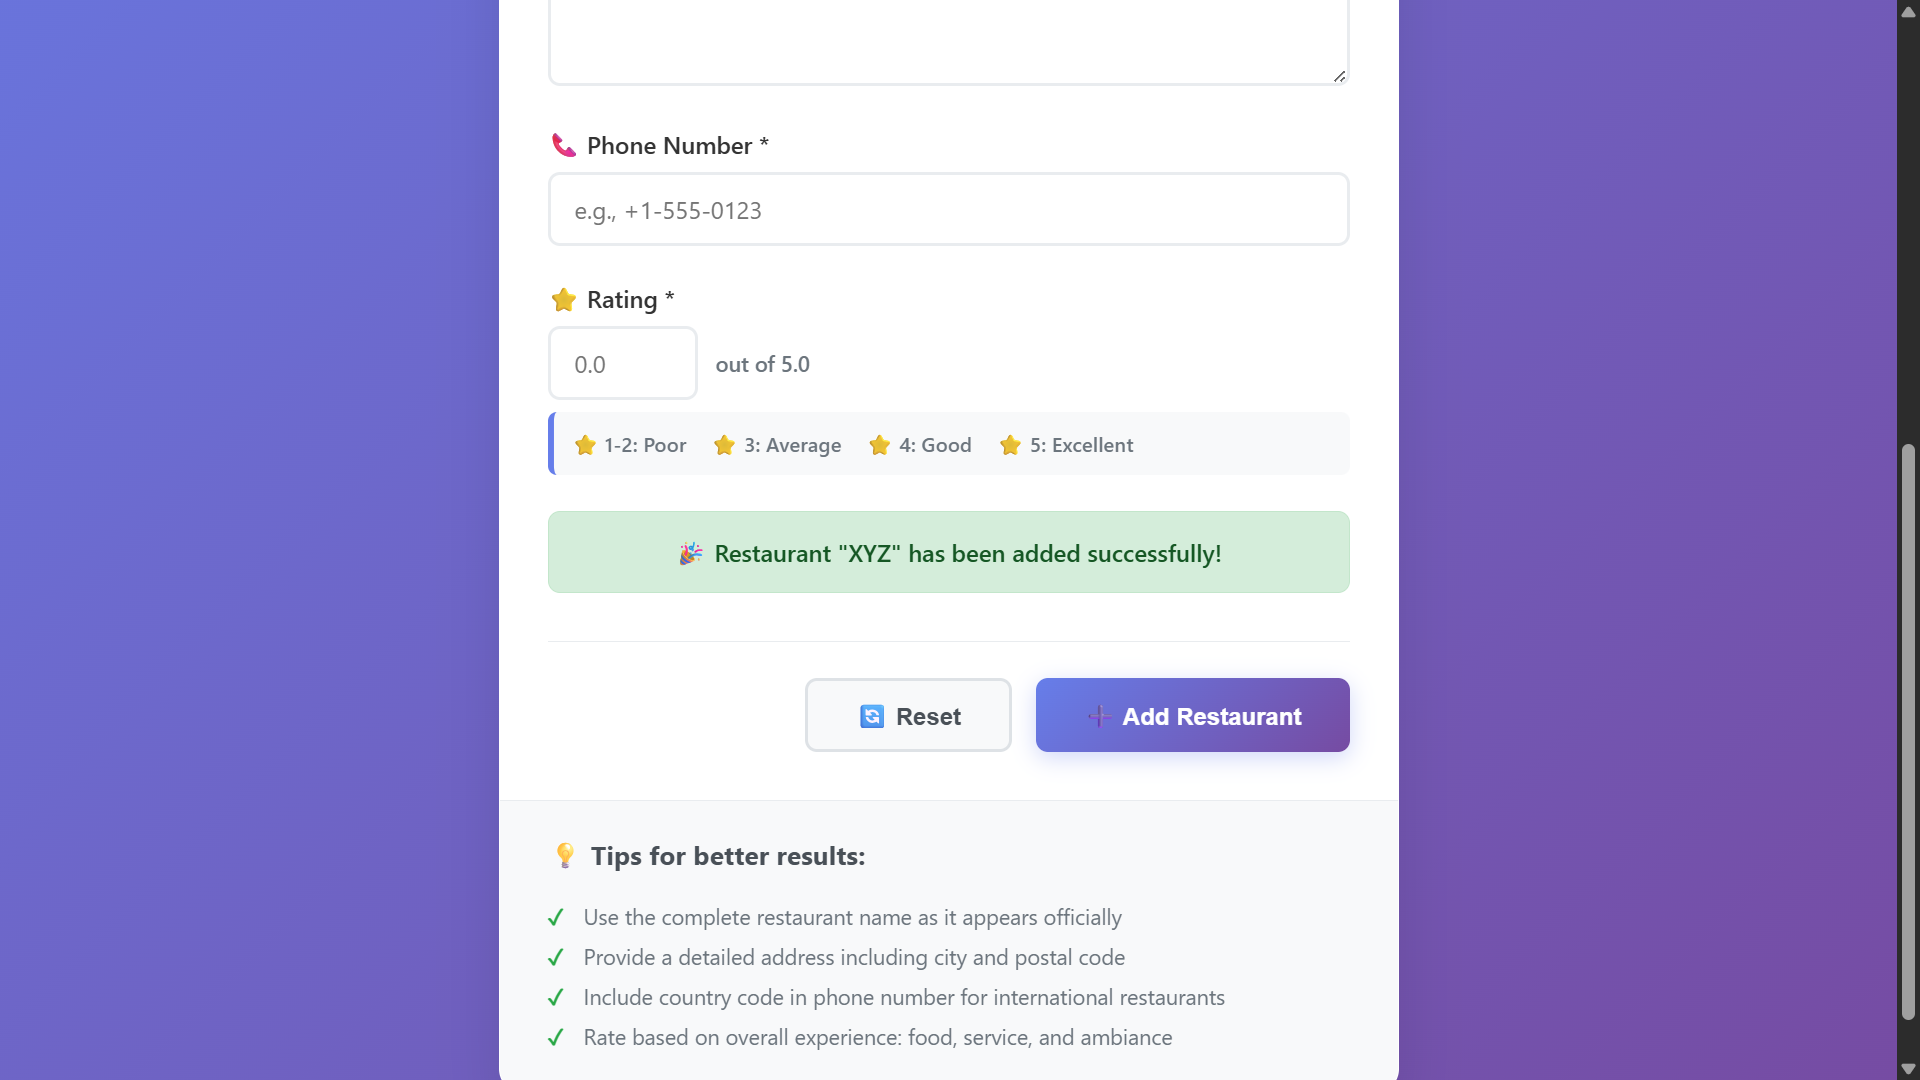 Phone Number *
e.g., +1-555-0123
Rating *
0.0 out of 5.0
1-2: Poor 3: Average 4: Good 5: Excellent
Restaurant "XYZ" has been added successfully!
Reset Add Restaurant
Tips for better results:
✓ Use the complete restaurant name as it appears officially
✓ Provide a detailed address including city and postal code
✓ Include country code in phone number for international restaurants
✓ Rate based on overall experience: food, service, and ambiance